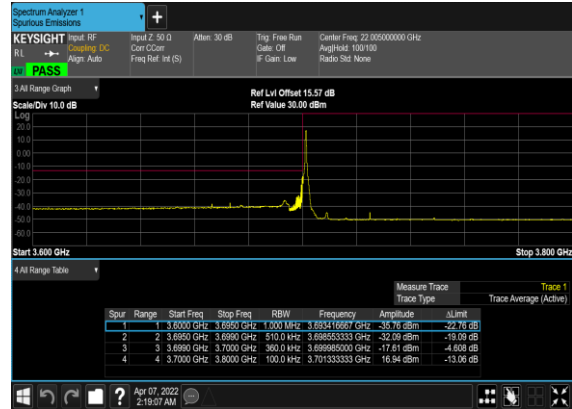 Spectrum Analyzer 1
Spurious Emissions
KEYSIGHT Input: RF Input Z: 50 Ω Atten: 30 dB Trig: Free Run Center Freq: 22.005000000 GHz
RL Coupling: DC Corr CCorr Gate: Off Avg|Hold: 100/100
Align: Auto Freq Ref: Int (S) IF Gain: Low Radio Std: None
LM PASS
3 All Range Graph
Ref Lvl Offset 15.57 dB
Scale/Div 10.0 dB Ref Value 30.00 dBm
Log
20.0
10.0
0.00
-10.0
-20.0
-30.0
-40.0
-50.0
-60.0
Start 3.600 GHz Stop 3.800 GHz
4 All Range Table
Measure Trace Trace 1
Trace Type Trace Average (Active)
Spur Range Start Freq Stop Freq RBW Frequency Amplitude ΔLimit
1 1 3.6000 GHz 3.6950 GHz 1.000 MHz 3.693416667 GHz -35.76 dBm -22.76 dB
2 2 3.6950 GHz 3.6990 GHz 510.0 kHz 3.698553333 GHz -32.09 dBm -19.09 dB
3 3 3.6990 GHz 3.7000 GHz 360.0 kHz 3.699985000 GHz -17.61 dBm -4.608 dB
4 4 3.7000 GHz 3.8000 GHz 100.0 kHz 3.701333333 GHz 16.94 dBm -13.06 dB
? Apr 07, 2022
2:19:07 AM